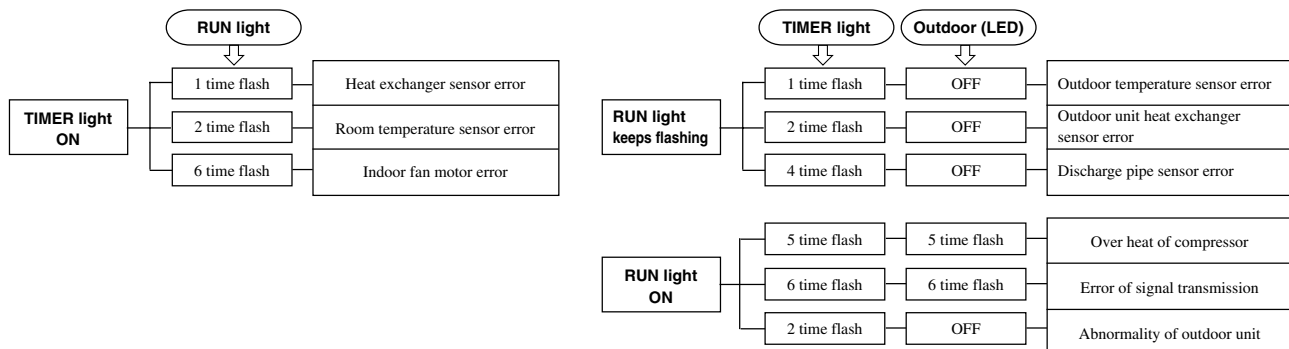 RUN light
TIMER light
ON
1 time flash
Heat exchanger sensor error
2 time flash
Room temperature sensor error
6 time flash
Indoor fan motor error
TIMER light
Outdoor (LED)
RUN light
keeps flashing
1 time flash
OFF
Outdoor temperature sensor error
2 time flash
OFF
Outdoor unit heat exchanger
sensor error
4 time flash
OFF
Discharge pipe sensor error
RUN light
ON
5 time flash
5 time flash
Over heat of compressor
6 time flash
6 time flash
Error of signal transmission
2 time flash
OFF
Abnormality of outdoor unit